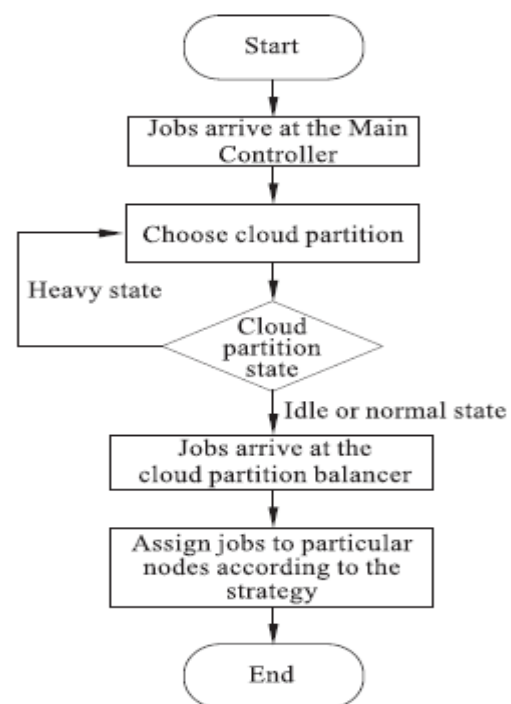 Start
Jobs arrive at the Main
Controller
Choose cloud partition
Heavy state
Cloud
partition
state
Idle or normal state
Jobs arrive at the
cloud partition balancer
Assign jobs to particular
nodes according to the
strategy
End